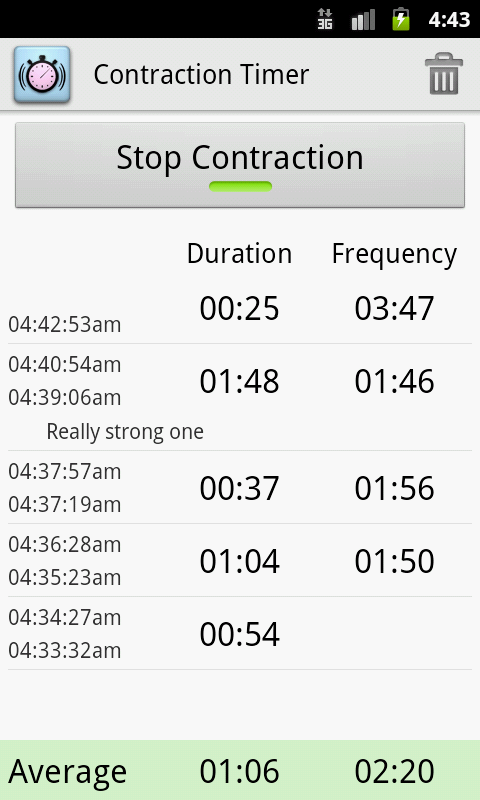 3G 4:43
Contraction Timer
Stop Contraction
Duration Frequency
04:42:53am 00:25 03:47
04:40:54am
04:39:06am 01:48 01:46
Really strong one
04:37:57am
04:37:19am 00:37 01:56
04:36:28am
04:35:23am 01:04 01:50
04:34:27am
04:33:32am 00:54
Average 01:06 02:20